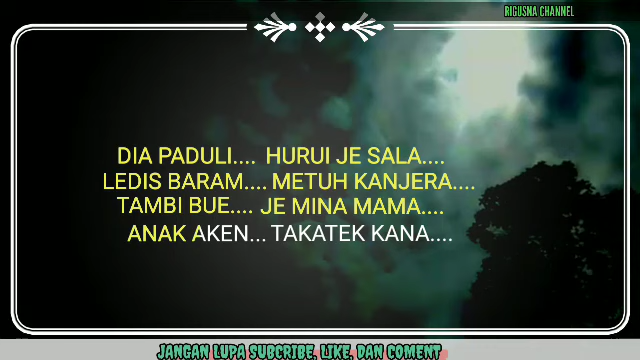 RIGUSNA CHANNEL
DIA PADULI.... HURUI JE SALA....
LEDIS BARAM.... METUH KANJERA....
TAMBI BUE.... JE MINA MAMA....
ANAK AKEN... TAKATEK KANA....
JANGAN LUPA SUBCRIBE, LIKE, DAN COMENT